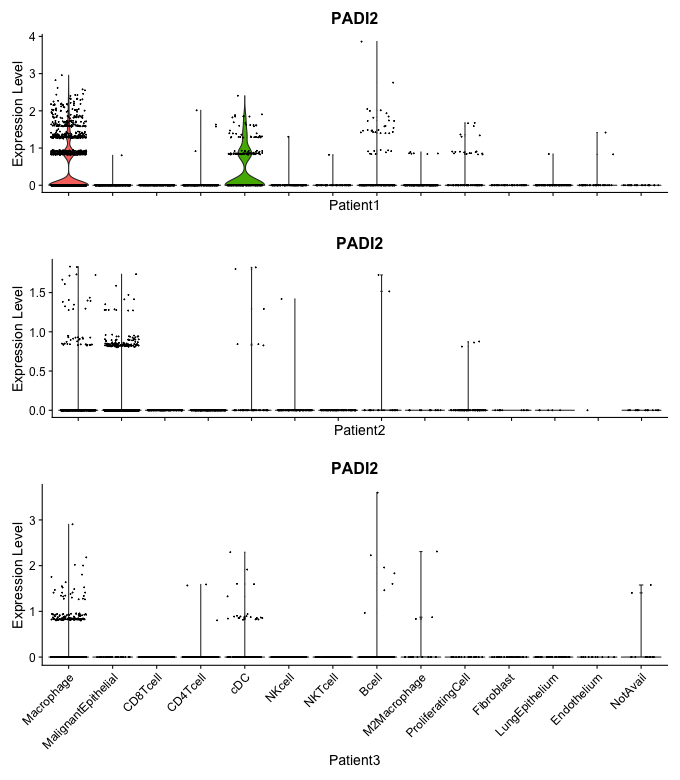 PADI2
Expression Level
4
3
2
1
0
Patient1
PADI2
Expression Level
1.5
1.0
0.5
0.0
Patient2
PADI2
Expression Level
3
2
1
0
Macrophage
MalignantEpithelial
CD8Tcell
CD4Tcell
cDC
NKcell
NKTcell
Bcell
M2Macrophage
ProliferatingCell
Fibroblast
LungEpithelium
Endothelium
NotAvail
Patient3